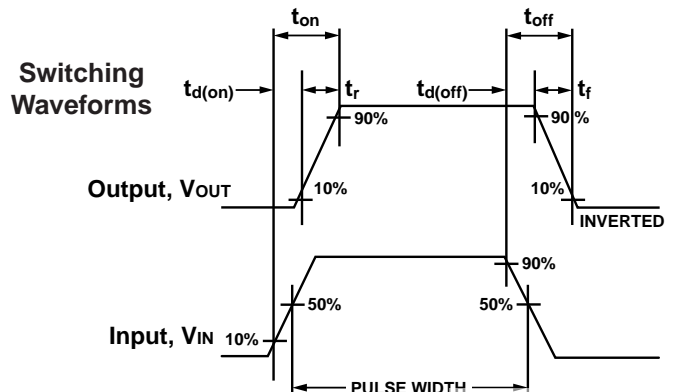 ton
toff
Switching
Waveforms
td(on)
tr
td(off)
tf
90%
90%
Output, VOUT
10%
10%
INVERTED
90%
50%
50%
Input, VIN
10%
PULSE WIDTH